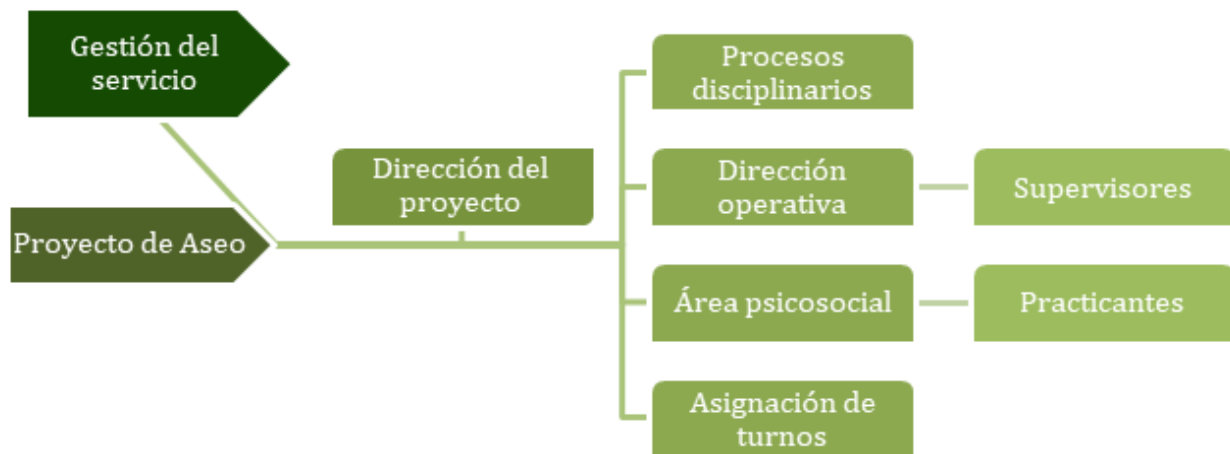 Gestión del
servicio
Proyecto de Aseo
Dirección del
proyecto
Procesos
disciplinarios
Dirección
operativa
Supervisores
Área psicosocial
Practicantes
Asignación de
turnos